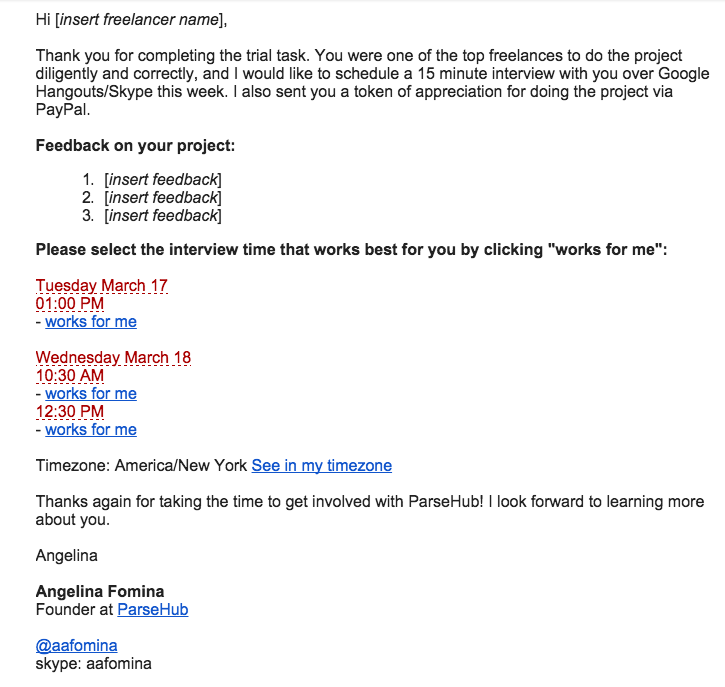 Hi [insert freelancer name],
Thank you for completing the trial task. You were one of the top freelances to do the project
diligently and correctly, and I would like to schedule a 15 minute interview with you over Google
Hangouts/Skype this week. I also sent you a token of appreciation for doing the project via
PayPal.
Feedback on your project:
1. [insert feedback]
2. [insert feedback]
3. [insert feedback]
Please select the interview time that works best for you by clicking "works for me":
Tuesday March 17
01:00 PM
- works for me
Wednesday March 18
10:30 AM
- works for me
12:30 PM
- works for me
Timezone: America/New York See in my timezone
Thanks again for taking the time to get involved with ParseHub! I look forward to learning more
about you.
Angelina
Angelina Fomina
Founder at ParseHub
@aafomina
skype: aafomina